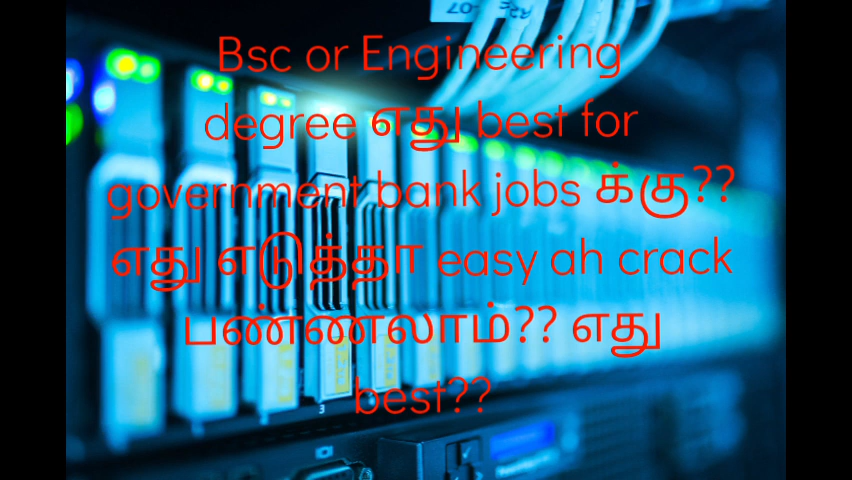 Bsc or Engineering
degree எது best for
government bank jobs க்கு??
எது எடுத்தா easy ah crack
பண்ணலாம்?? எது
best??